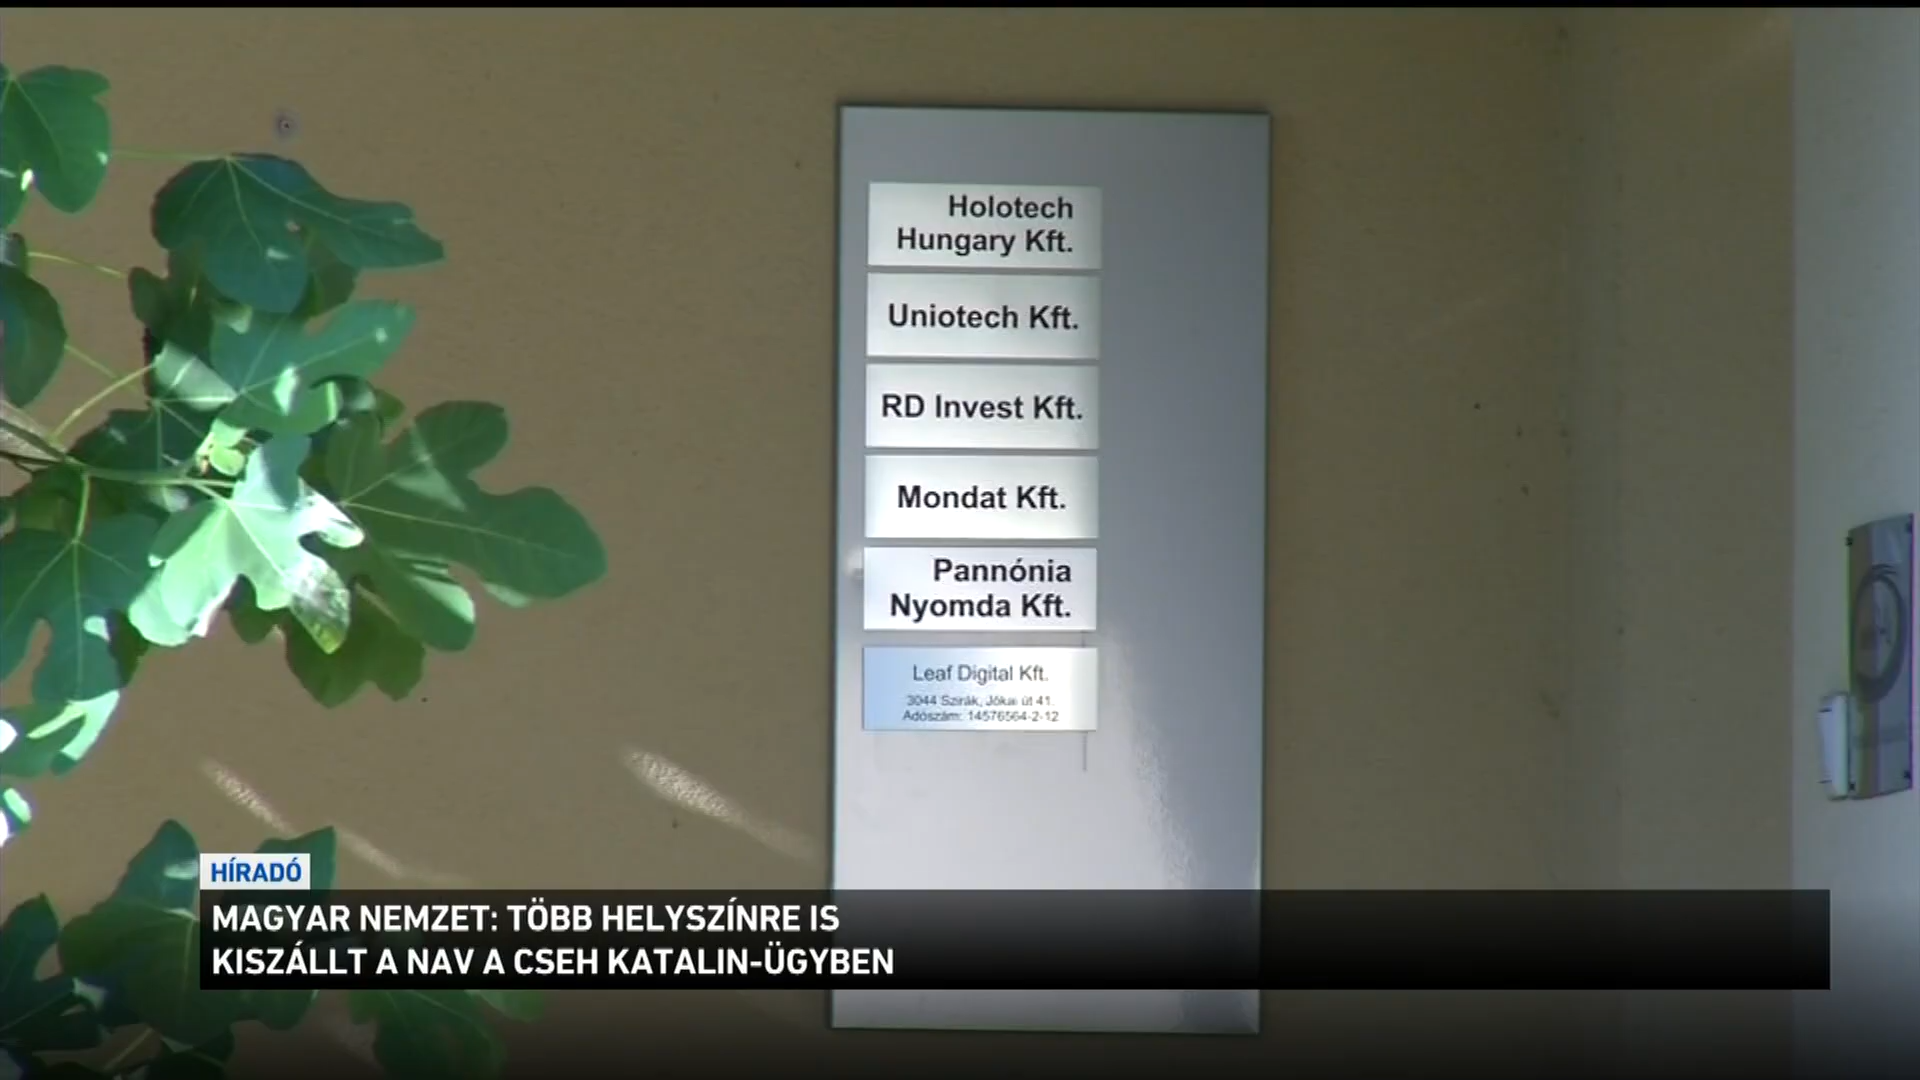 Holotech
Hungary Kft.
Uniotech Kft.
RD Invest Kft.
Mondat Kft.
Pannónia
Nyomda Kft.
Leaf Digital Kft.
3044 Szirák, Jókai út 41.
Adószám: 14576564-2-12
HÍRADÓ
MAGYAR NEMZET: TÖBB HELYSZÍNRE IS
KISZÁLLT A NAV A CSEH KATALIN-ÜGYBEN